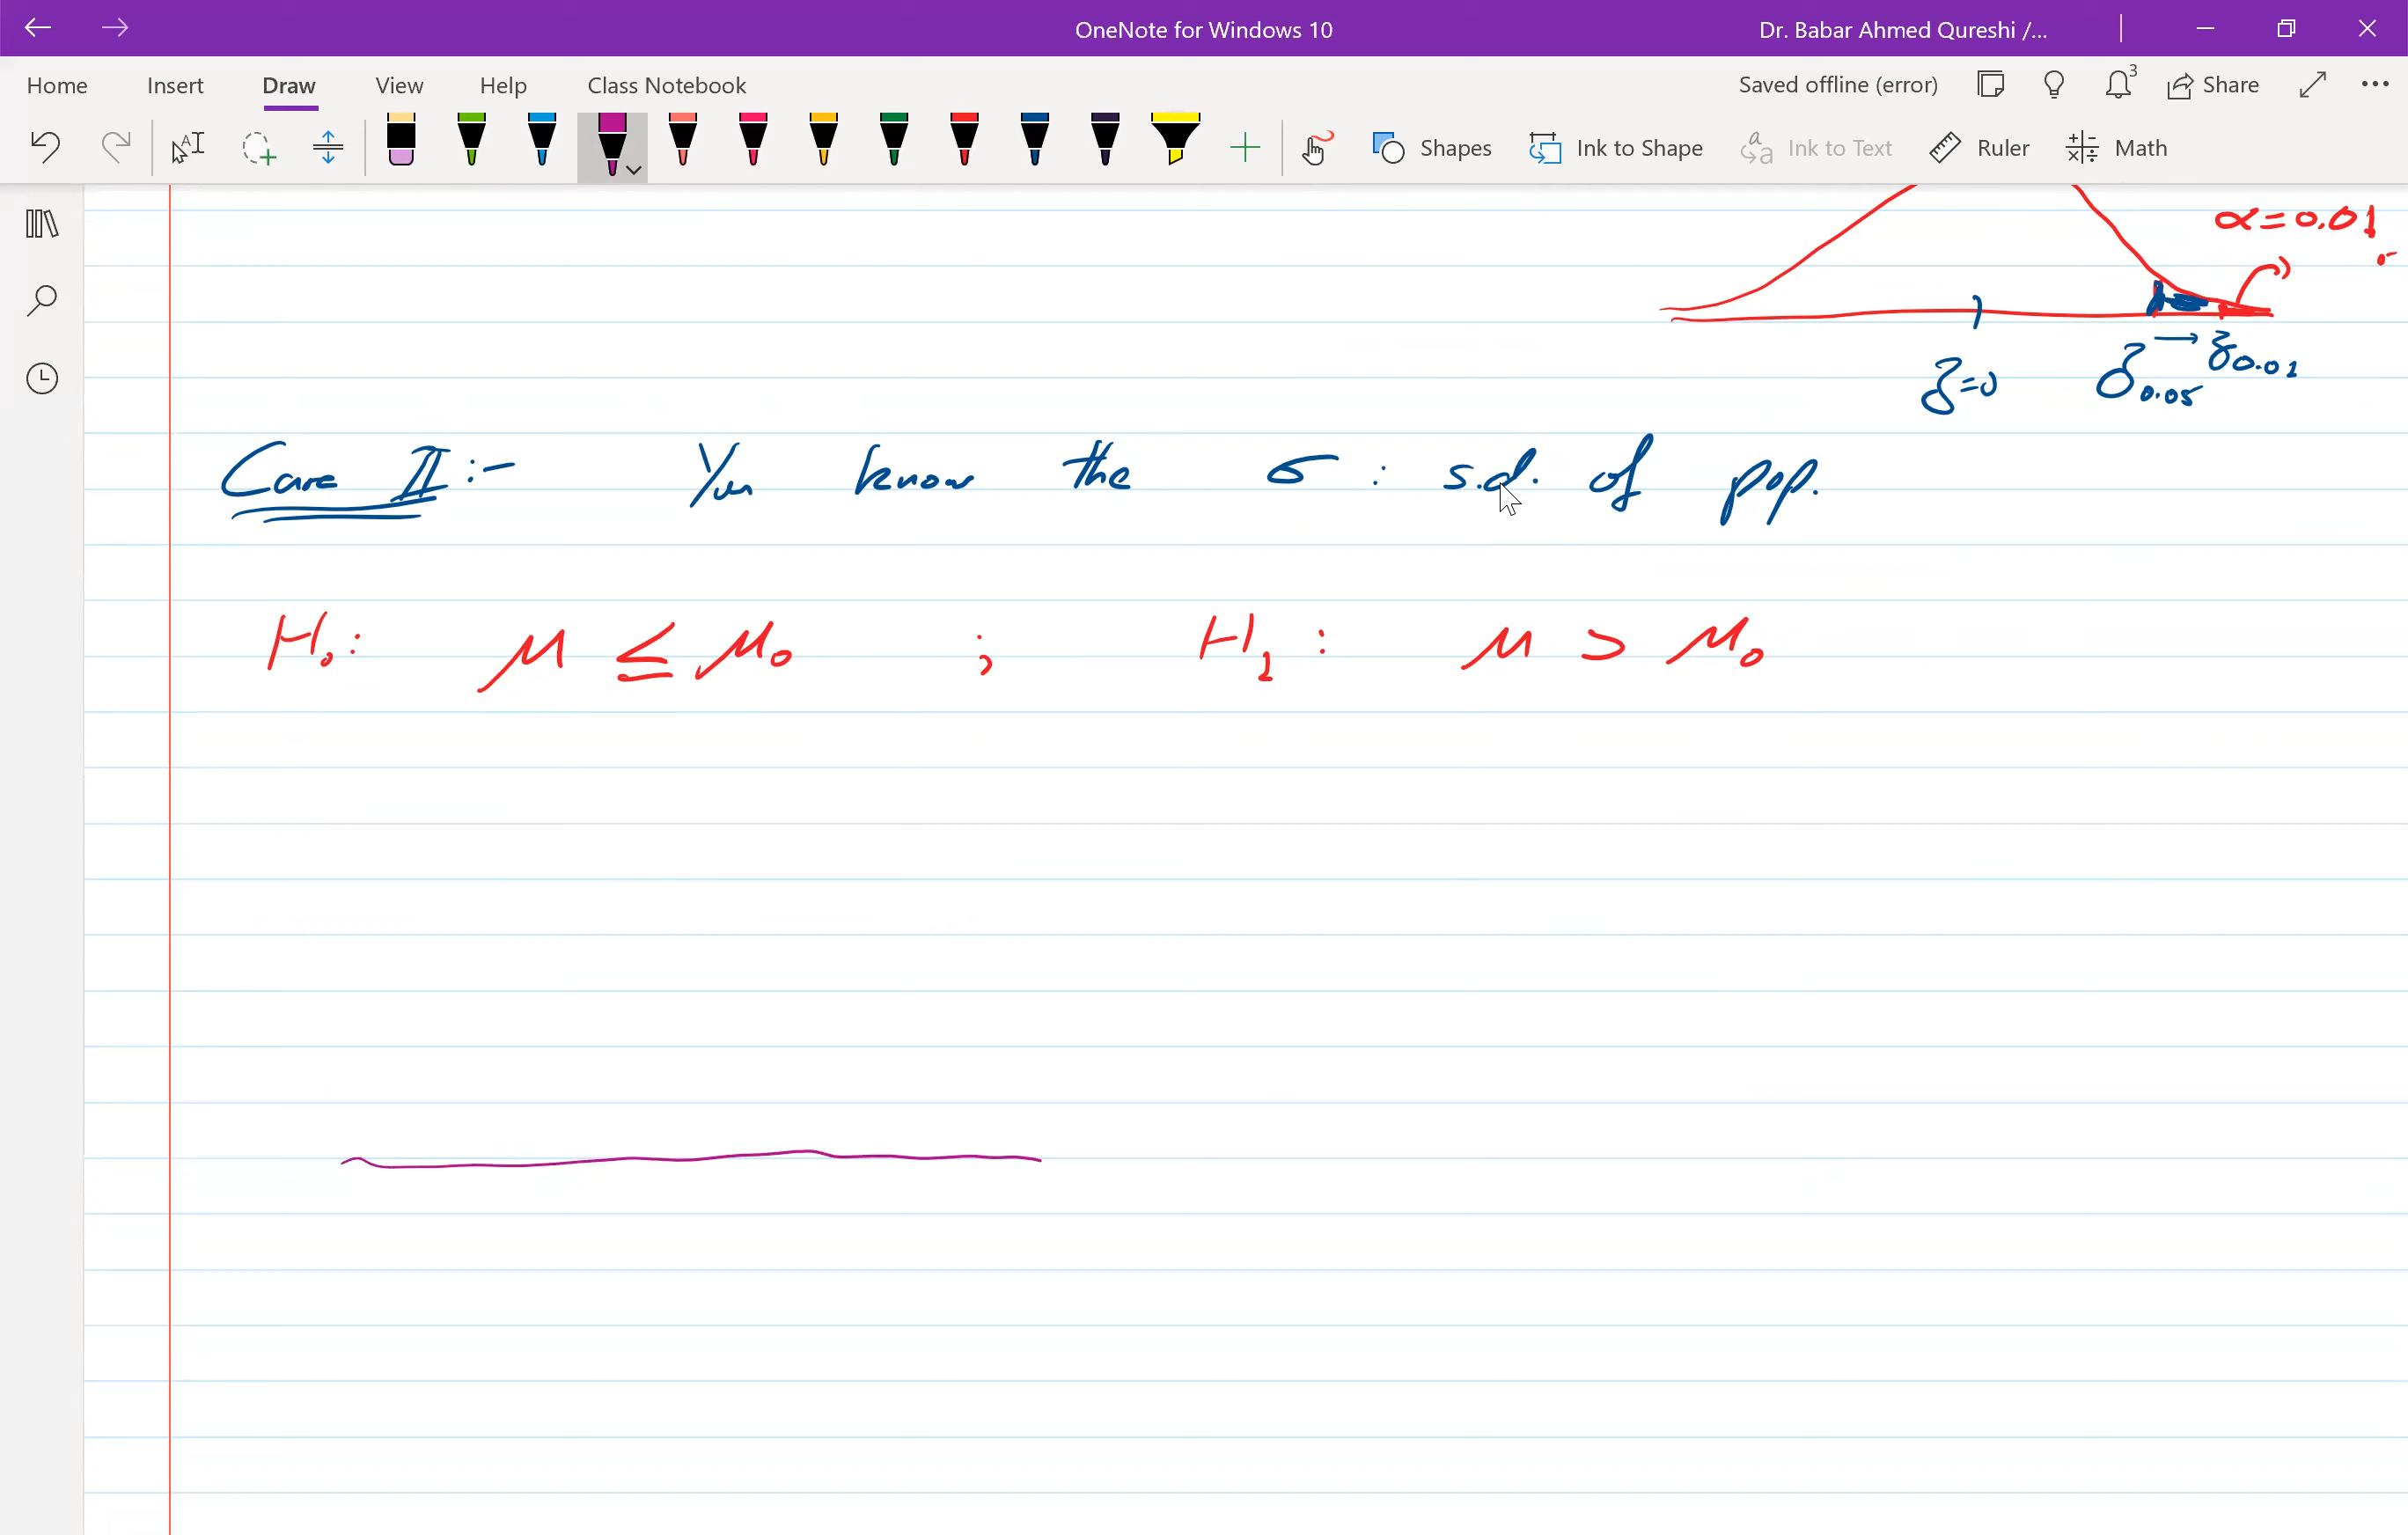 OneNote for Windows 10
Dr. Babar Ahmed Qureshi /...
Home Insert Draw View Help Class Notebook
Saved offline (error) 3 Share
Shapes Ink to Shape Ink to Text Ruler Math
α=0.01
z=0 z0.05 → z0.01
Case II :- You know the σ : s.d. of pop.
H0: μ ≤ μ0 ; H1 : μ > μ0